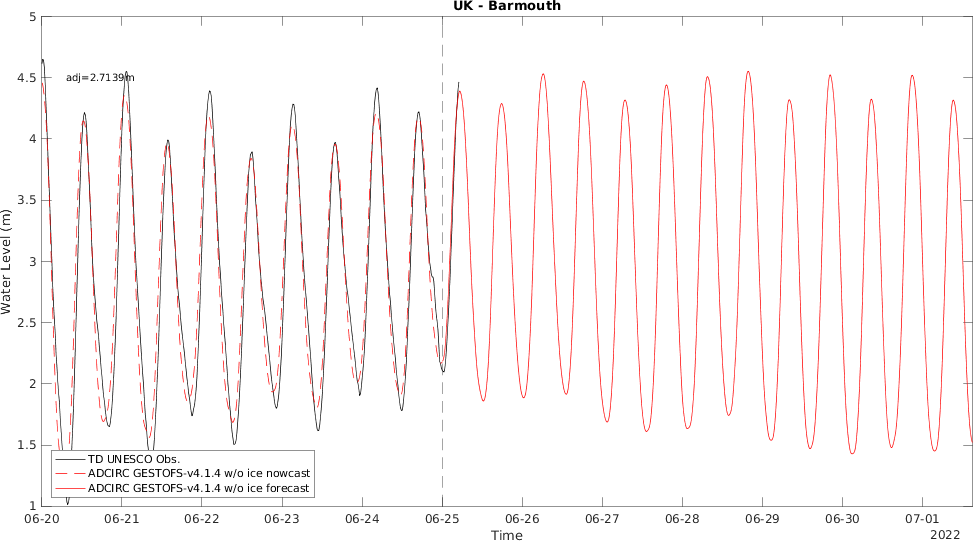 UK - Barmouth
5
4.5
4
3.5
3
2.5
2
1.5
1
Water Level (m)
adj=2.7139m
TD UNESCO Obs.
ADCIRC GESTOFS-v4.1.4 w/o ice nowcast
ADCIRC GESTOFS-v4.1.4 w/o ice forecast
06-20 06-21 06-22 06-23 06-24 06-25 06-26 06-27 06-28 06-29 06-30 07-01
2022
Time